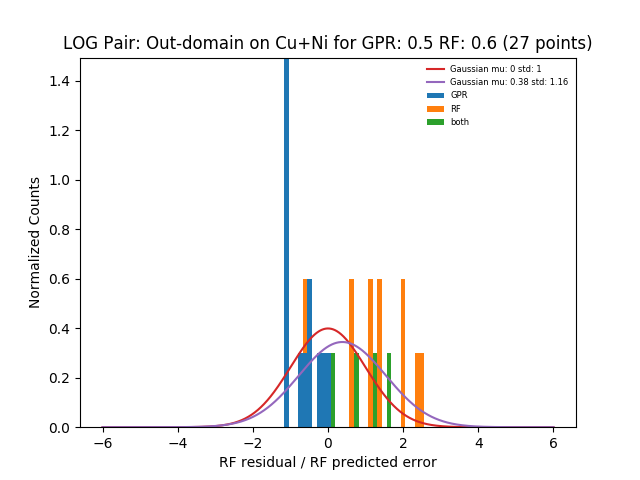 LOG Pair: Out-domain on Cu+Ni for GPR: 0.5 RF: 0.6 (27 points)
Gaussian mu: 0 std: 1
Gaussian mu: 0.38 std: 1.16
GPR
RF
both
Normalized Counts
1.4
1.2
1.0
0.8
0.6
0.4
0.2
0.0
−6 −4 −2 0 2 4 6
RF residual / RF predicted error